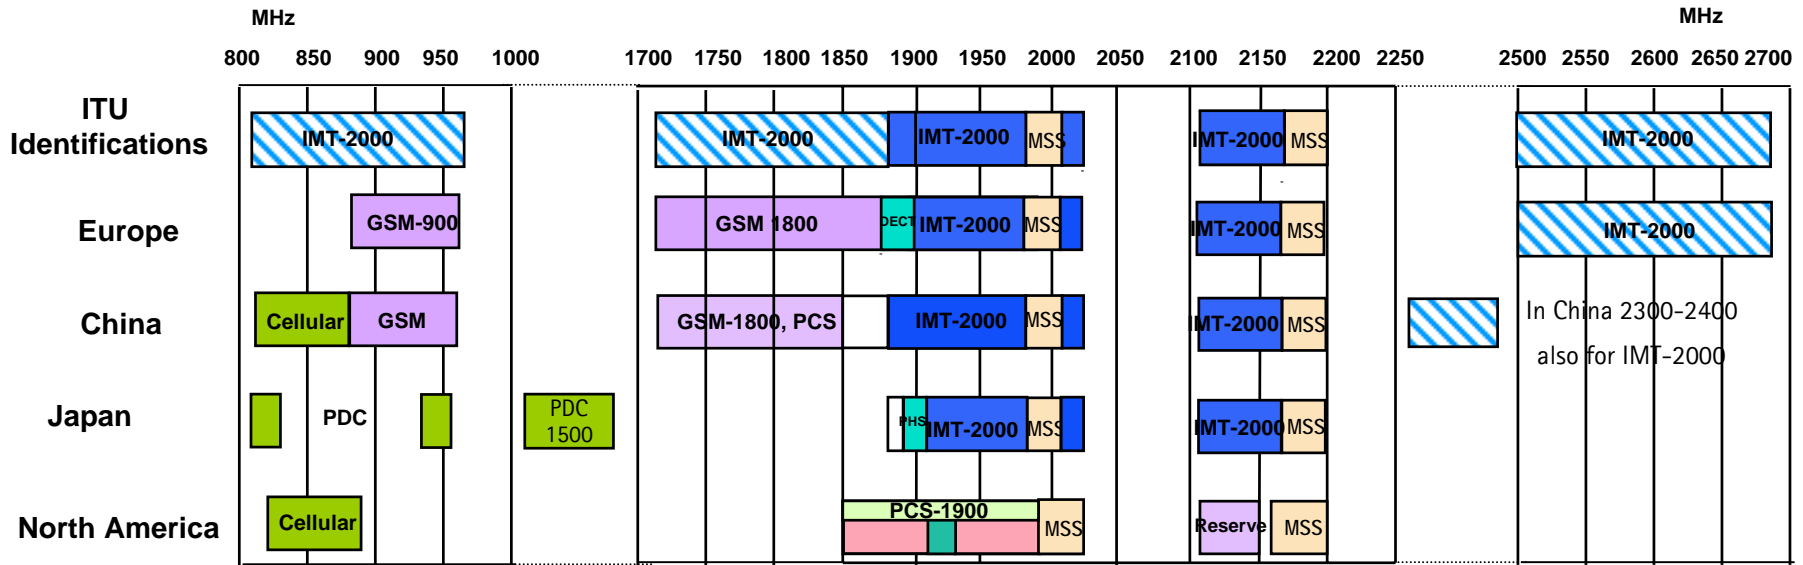 MHz MHz
800 850 900 950 1000 1700 1750 1800 1850 1900 1950 2000 2050 2100 2150 2200 2250 2500 2550 2600 2650 2700
ITU
Identifications
IMT-2000 IMT-2000 IMT-2000 MSS IMT-2000 MSS IMT-2000
Europe GSM-900 GSM 1800 DECT IMT-2000 MSS IMT-2000 MSS IMT-2000
China Cellular GSM GSM-1800, PCS IMT-2000 MSS IMT-2000 MSS
In China 2300-2400
also for IMT-2000
Japan PDC
PDC
1500
PHS IMT-2000 MSS IMT-2000 MSS
North America Cellular PCS-1900 MSS Reserve MSS